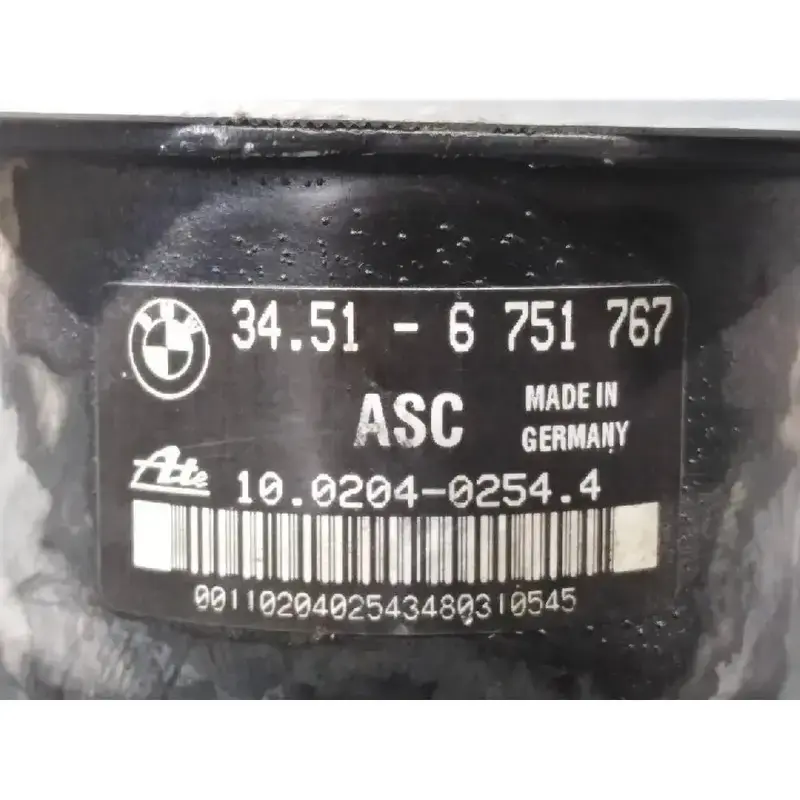 34.51 - 6 751 767
ASC
MADE IN
GERMANY
Ate
10.0204-0254.4
0011020402543480310545